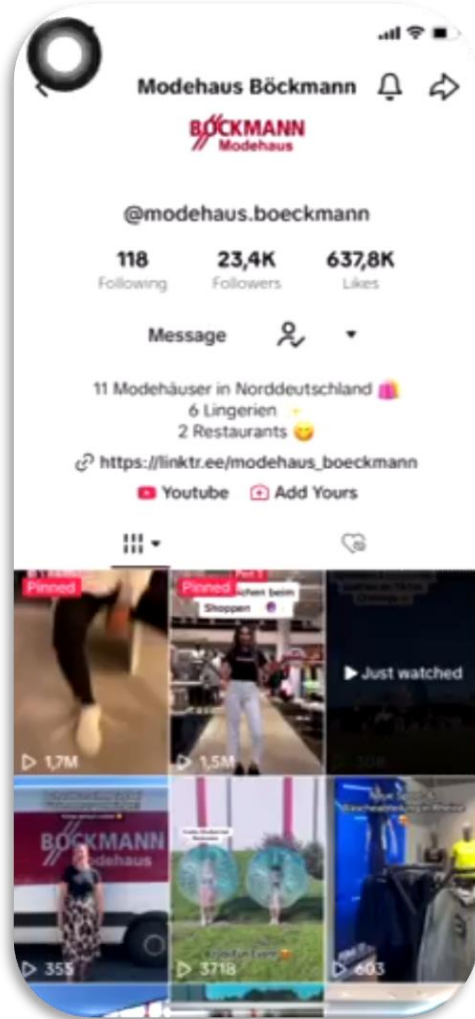 Modehaus Böckmann
BÖCKMANN
Modehaus
@modehaus.boeckmann
118 23,4K 637,8K
Following Followers Likes
Message
11 Modehäuser in Norddeutschland
6 Lingerien
2 Restaurants
https://linktr.ee/modehaus_boeckmann
Youtube Add Yours
Pinned
Pinned
beim
Shoppen
Just watched
1,7M
1,5M
BÖCKMANN
Modehaus
355
3718
603